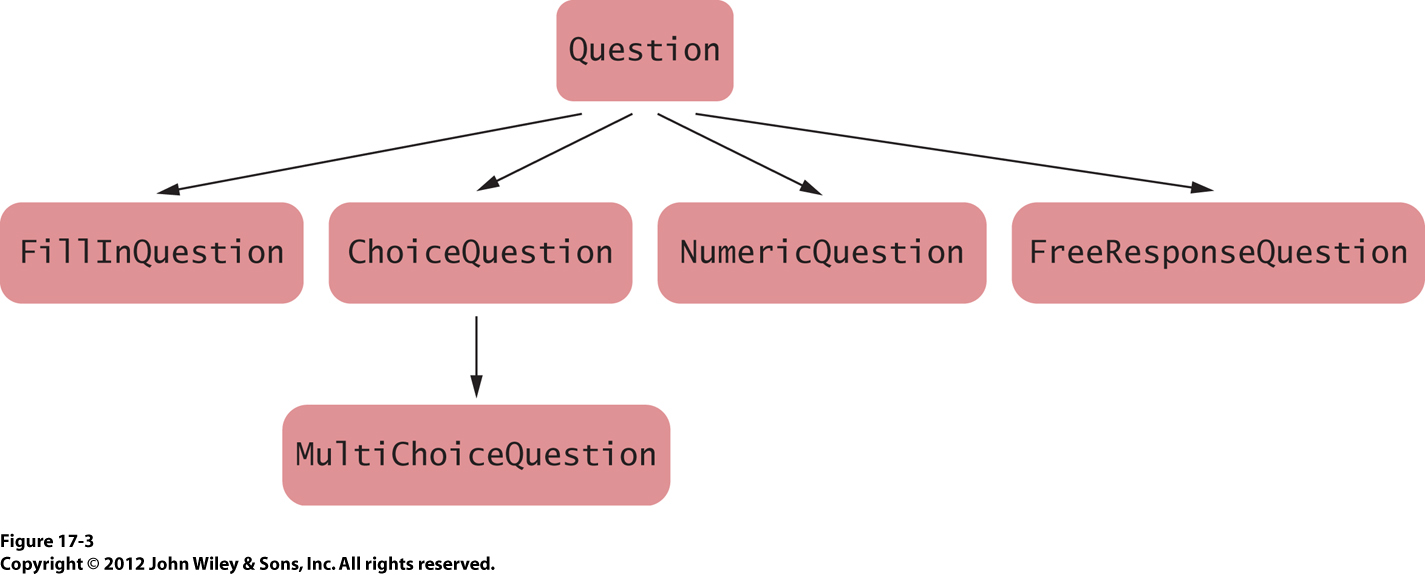 Question
FillInQuestion
ChoiceQuestion
NumericQuestion
FreeResponseQuestion
MultiChoiceQuestion
Figure 17-3
Copyright © 2012 John Wiley & Sons, Inc. All rights reserved.